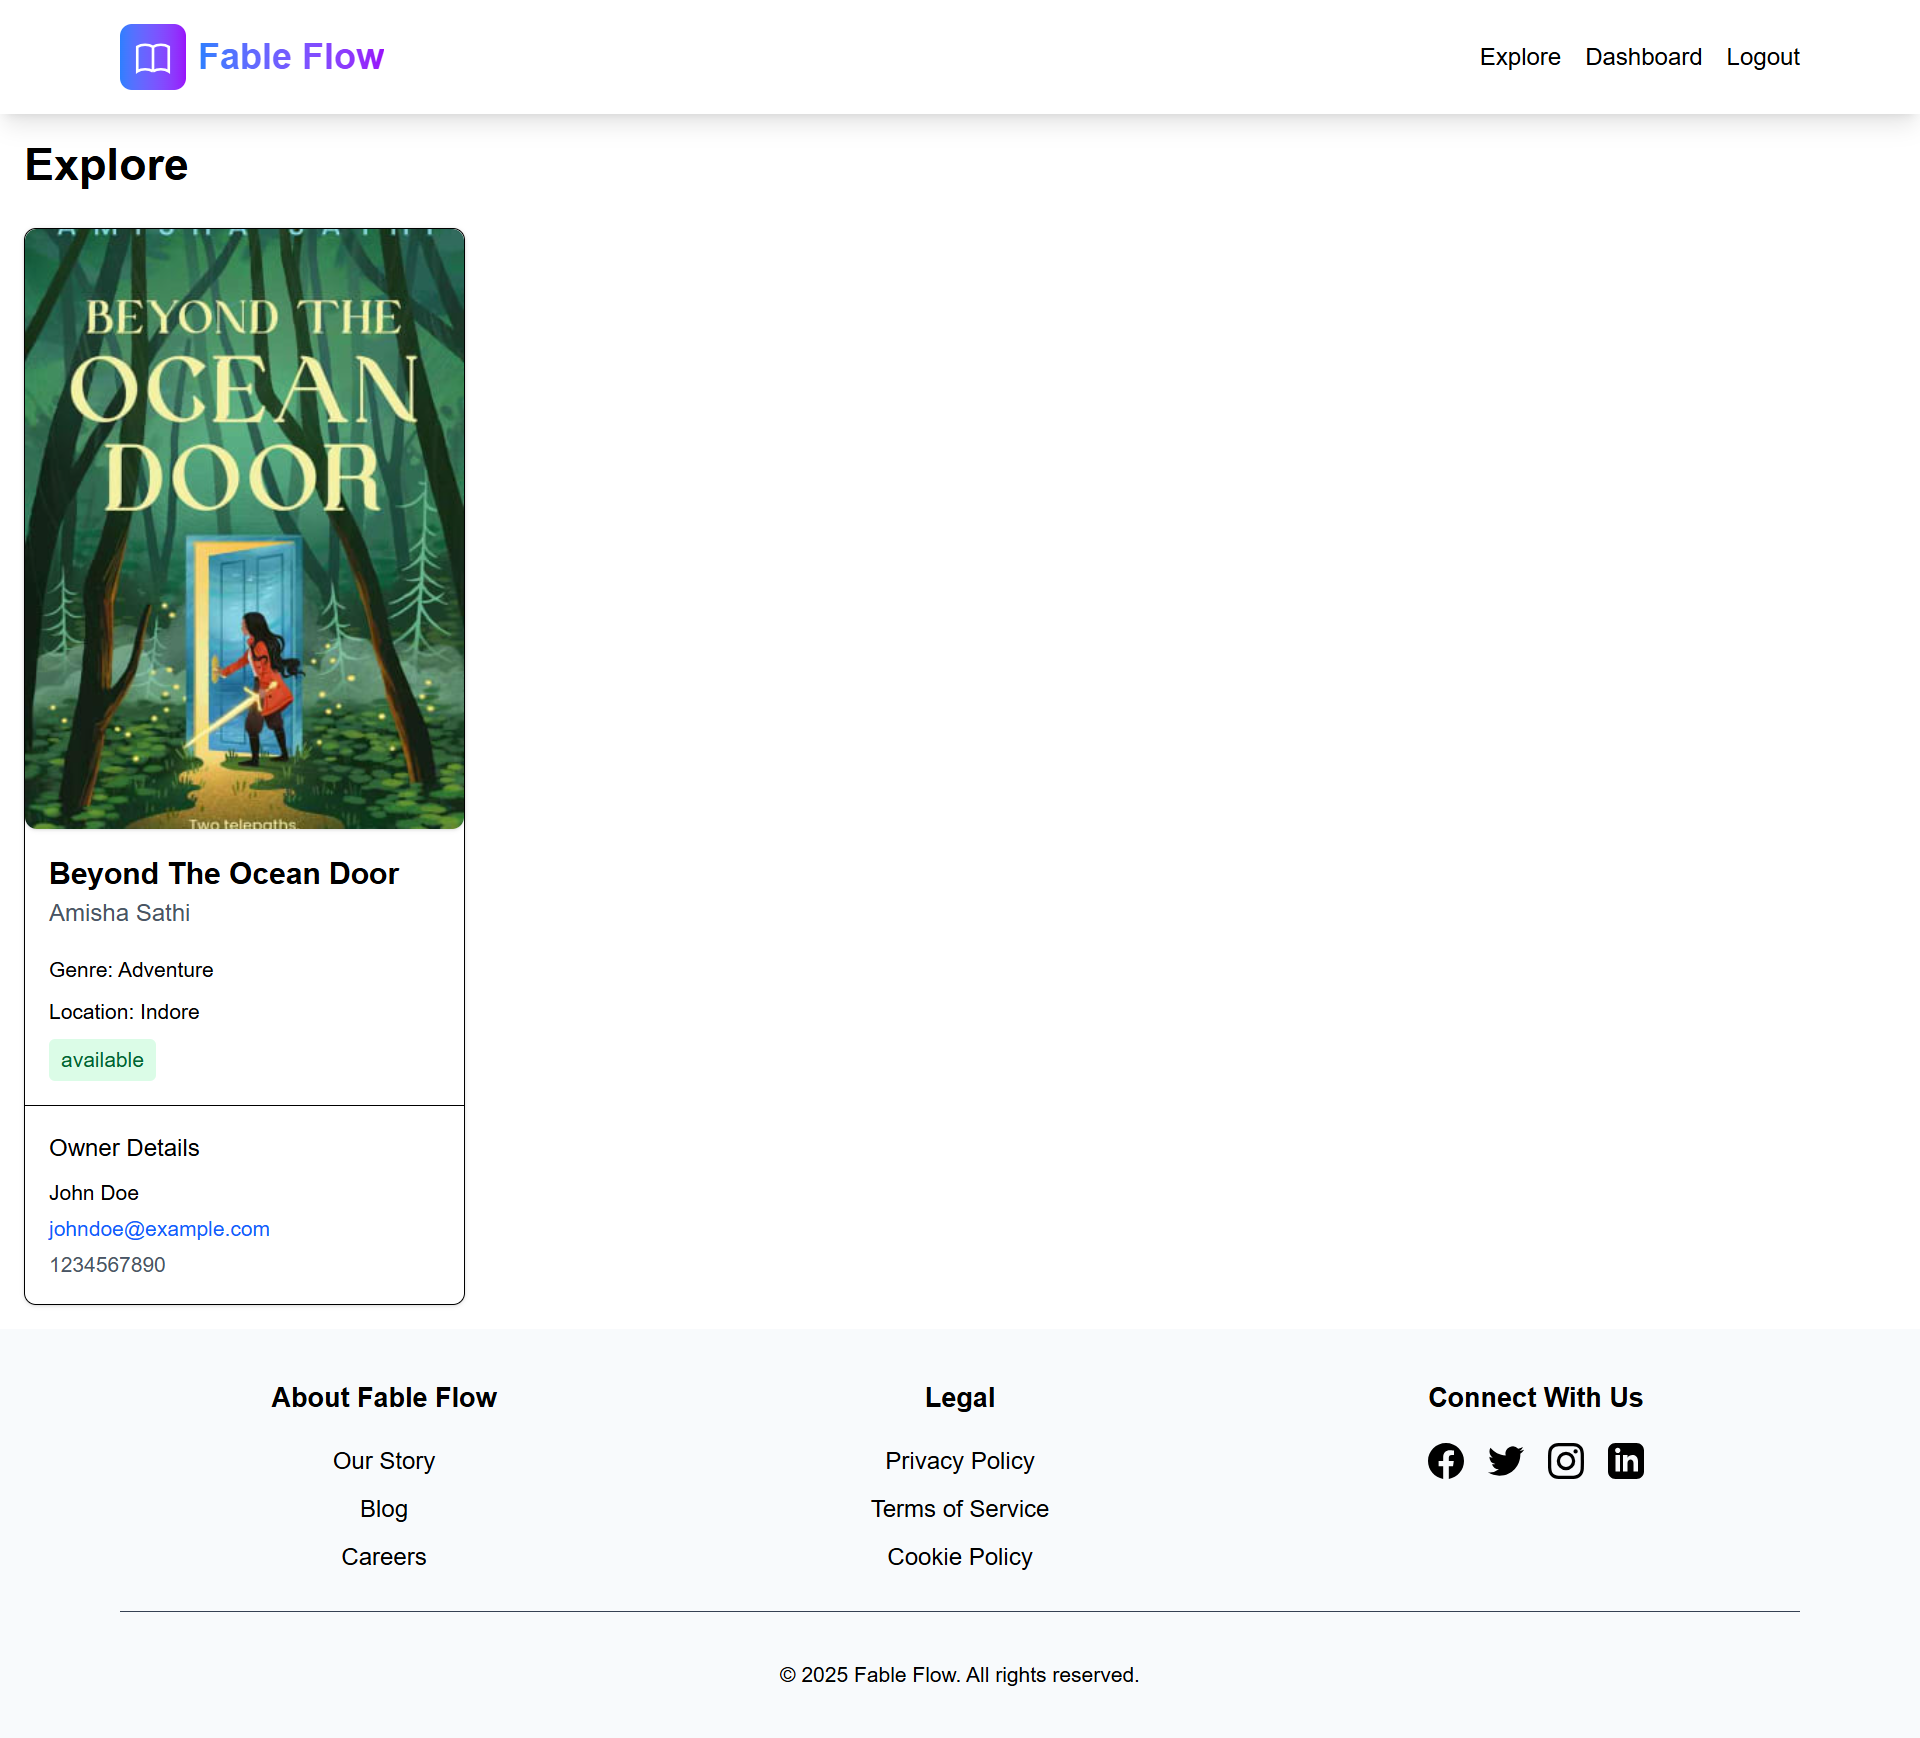 Fable Flow
Explore Dashboard Logout
Explore
AMISHA SATHI
BEYOND THE
OCEAN
DOOR
Two telepaths
Beyond The Ocean Door
Amisha Sathi
Genre: Adventure
Location: Indore
available
Owner Details
John Doe
johndoe@example.com
1234567890
About Fable Flow
Our Story
Blog
Careers
Legal
Privacy Policy
Terms of Service
Cookie Policy
Connect With Us
© 2025 Fable Flow. All rights reserved.